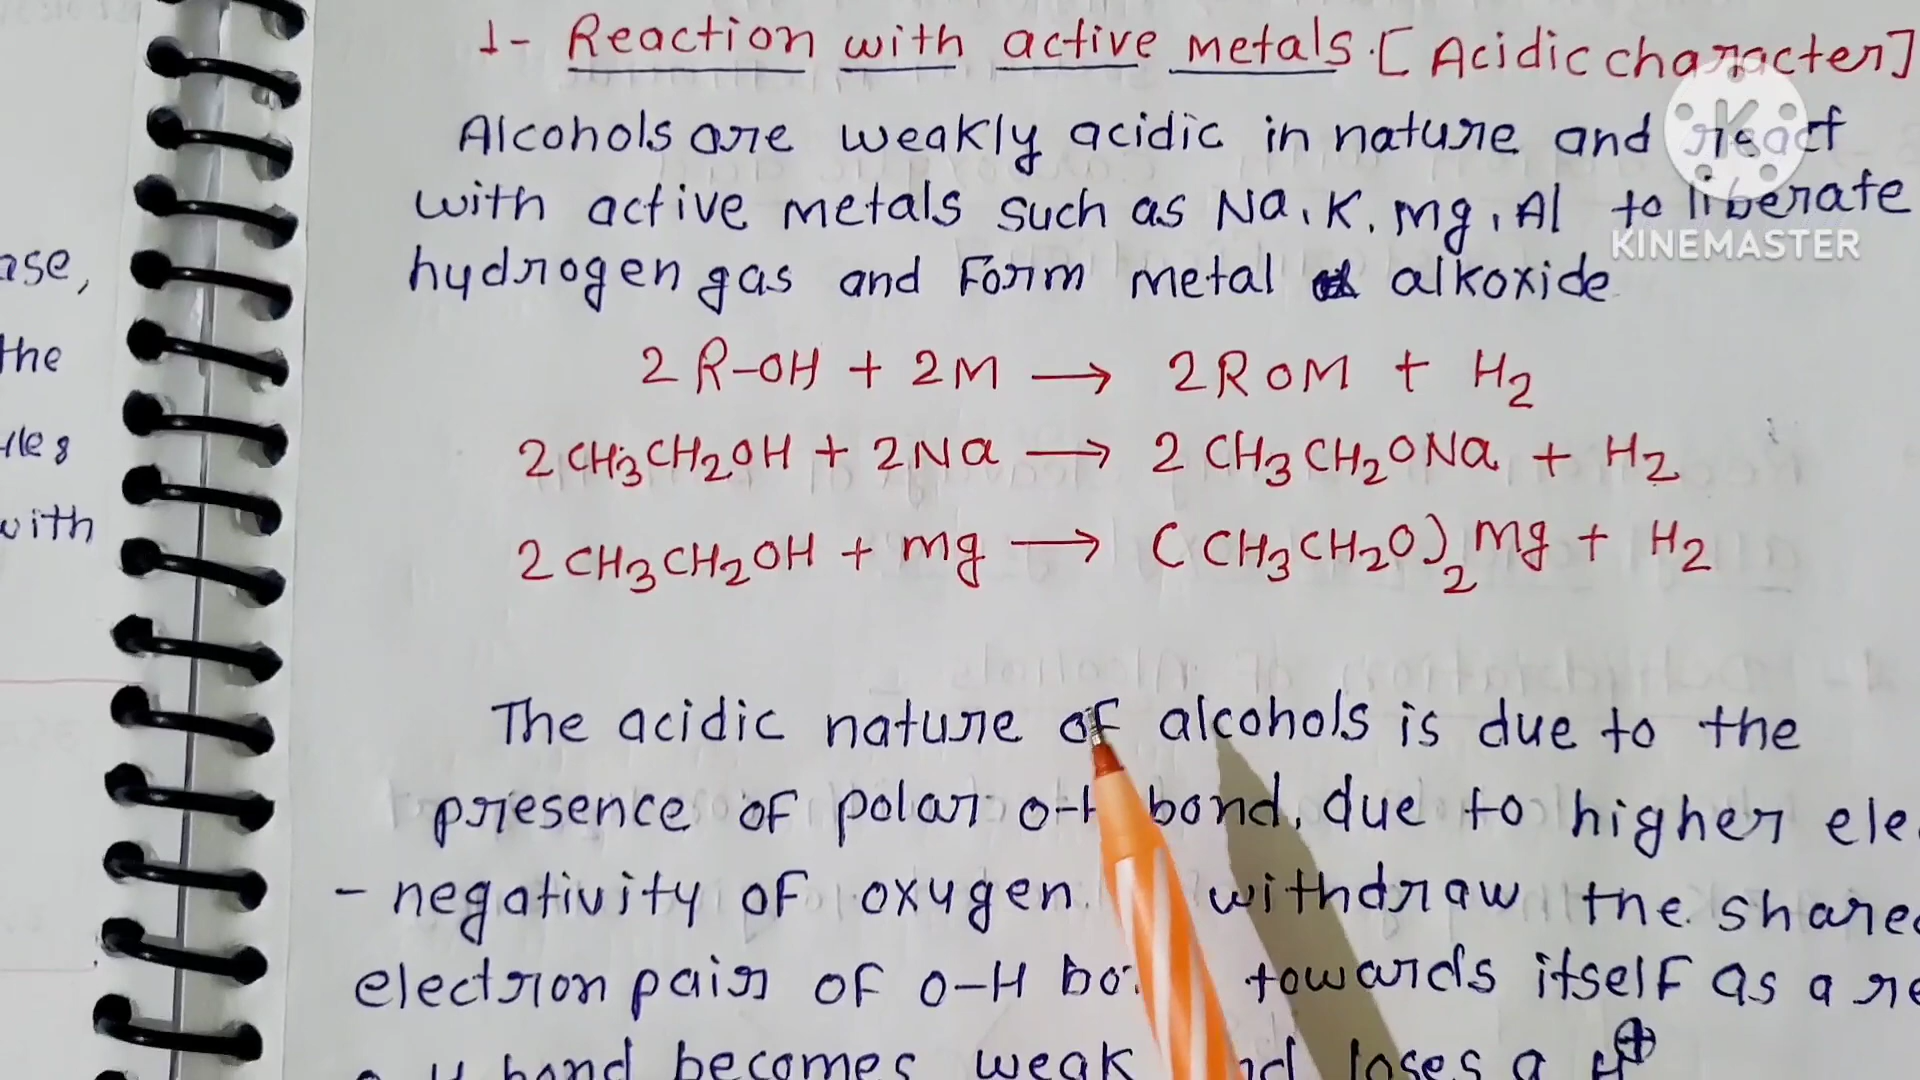 1- Reaction with active metals. [Acidic character]
Alcohols are weakly acidic in nature and react
with active metals such as Na, K, Mg, Al to liberate
KINEMASTER
hydrogen gas and Form metal alkoxide
2R-OH + 2M → 2ROM + H₂
2CH₃CH₂OH + 2Na → 2CH₃CH₂ONa + H₂
2CH₃CH₂OH + Mg → (CH₃CH₂O)₂Mg + H₂
The acidic nature of alcohols is due to the
presence of polar O-H bond, due to higher ele
-negativity of oxygen withdraw the share
electron pair of O-H towards itself as a re
H bond becomes weak loses a H⊕
ase,
the
with